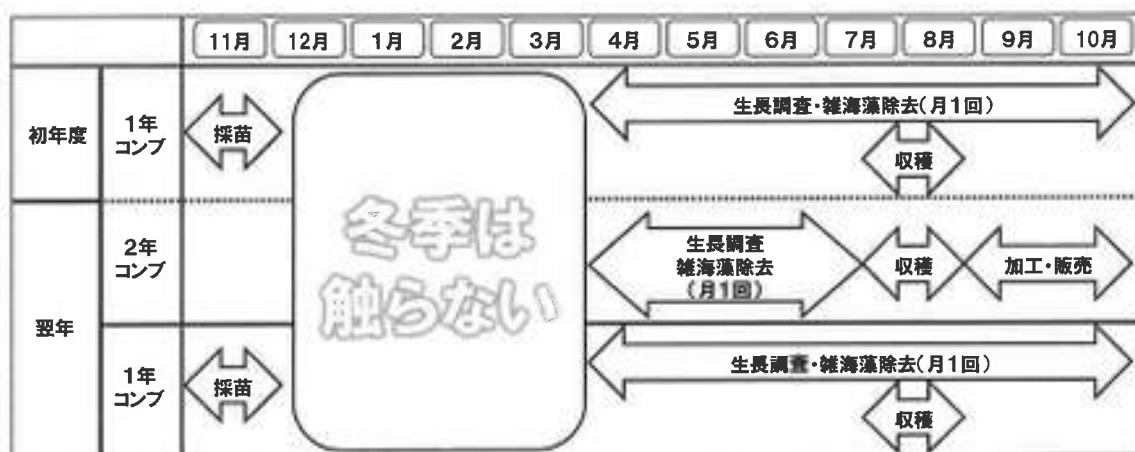 11月 12月 1月 2月 3月 4月 5月 6月 7月 8月 9月 10月
初年度
1年
コンブ
採苗
生長調査・雑海藻除去(月1回)
収穫
冬季は
触らない
翌年
2年
コンブ
生長調査
雑海藻除去
(月1回)
収穫
加工・販売
1年
コンブ
採苗
生長調査・雑海藻除去(月1回)
収穫